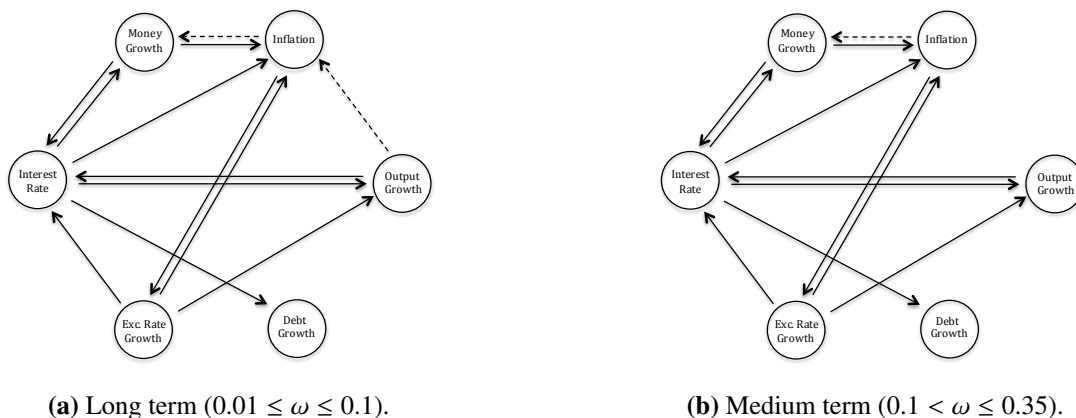 Money
Growth
Inflation
Interest
Rate
Output
Growth
Exc. Rate
Growth
Debt
Growth
Money
Growth
Inflation
Interest
Rate
Output
Growth
Exc. Rate
Growth
Debt
Growth
(a) Long term (0.01 ≤ ω ≤ 0.1).
(b) Medium term (0.1 < ω ≤ 0.35).